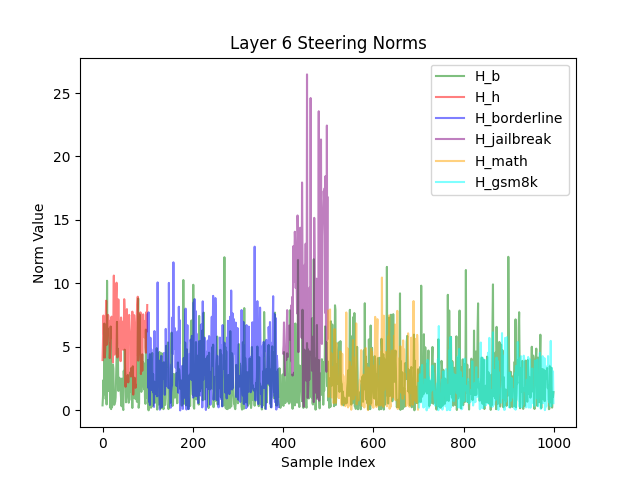 Layer 6 Steering Norms
Norm Value
25
20
15
10
5
0
H_b
H_h
H_borderline
H_jailbreak
H_math
H_gsm8k
0 200 400 600 800 1000
Sample Index